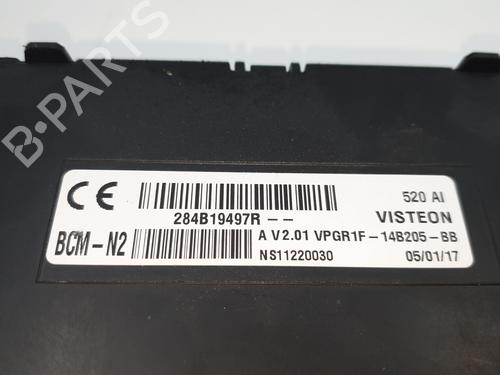 B-PARTS
CE
520 AI
284B19497R --
VISTEON
BCM-N2
A V2.01 VPGR1F-14B205-BB
NS11220030
05/01/17